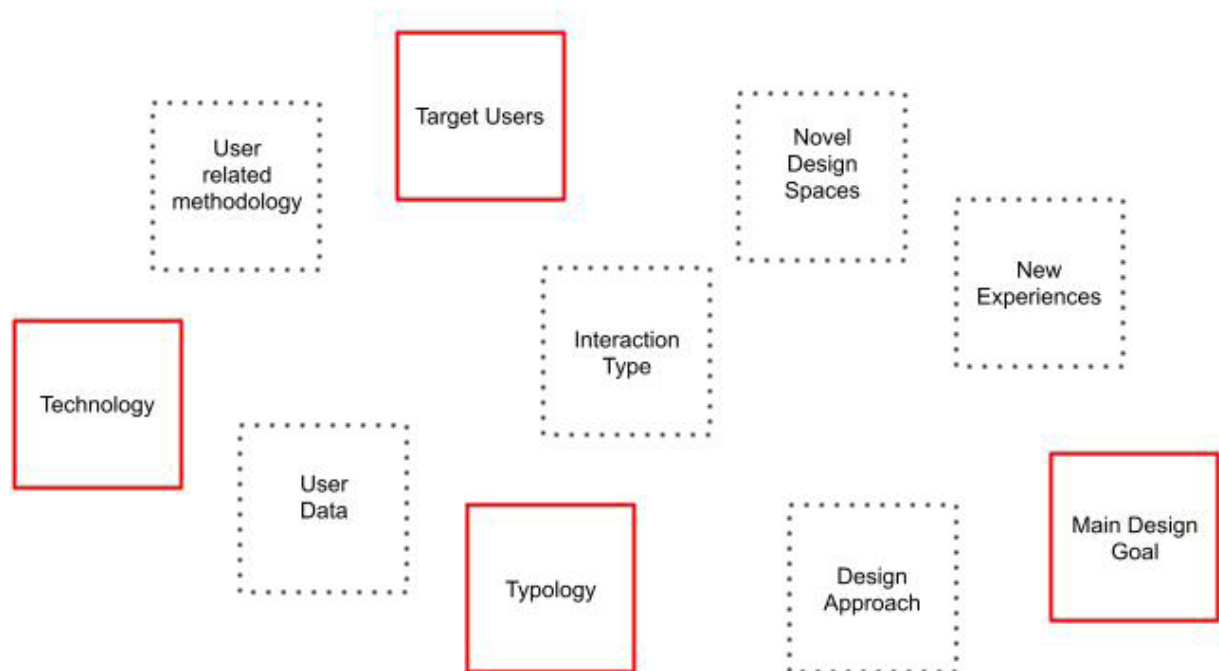 Target Users
User
related
methodology
Novel
Design
Spaces
New
Experiences
Interaction
Type
Technology
User
Data
Typology
Design
Approach
Main Design
Goal